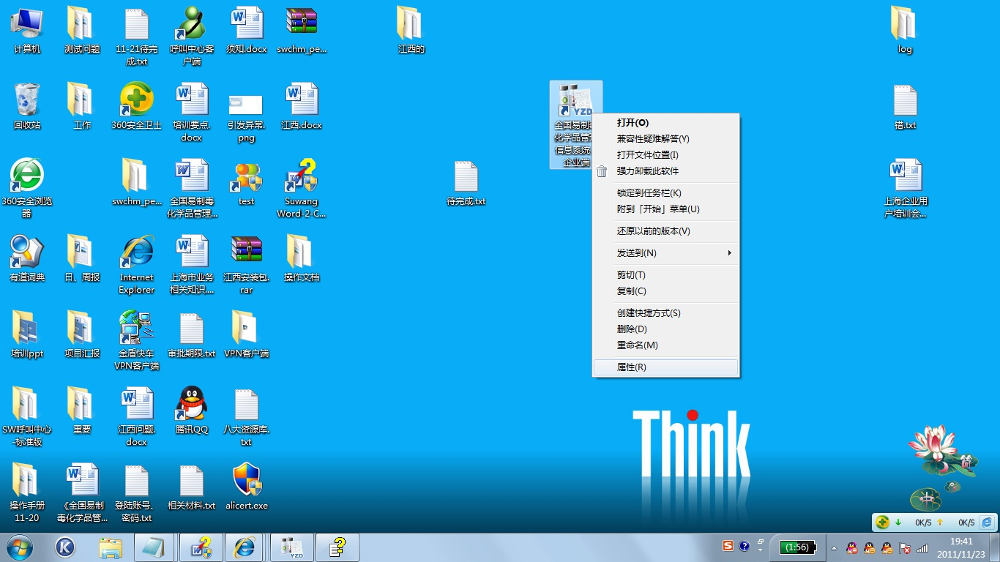 计算机
测试问题
11-21待完
成.txt
呼叫中心客
户端
须知.docx
swchm_pe...
江西的
log
回收站
工作
360安全卫士
培训要点.
docx
引发异常.
png
江西.docx
YZD
全国易制毒
化学品管理
信息系统
企业端
错.txt
360安全浏览
器
swchm_pe...
全国易制毒
化学品管理...
test
Suwang
Word-2-C...
待完成.txt
上海企业用
户培训会...
有道词典
日、周报
Internet
Explorer
上海市业务
相关知识....
江西安装包.
rar
操作文档
培训ppt
项目汇报
金盾快车
VPN客户端
审批期限.txt
VPN客户端
SW呼叫中心
-标准版
重要
江西问题.
docx
腾讯QQ
八大资源库.
txt
操作手册
11-20
《全国易制
毒化学品管...
登陆账号、
密码.txt
相关材料.txt
alicert.exe
打开(O)
兼容性疑难解答(Y)
打开文件位置(I)
强力卸载此软件
锁定到任务栏(K)
附到「开始」菜单(U)
还原以前的版本(V)
发送到(N)
剪切(T)
复制(C)
创建快捷方式(S)
删除(D)
重命名(M)
属性(R)
Think
0K/S
0K/S
K
YZD
S
(1:56)
19:41
2011/11/23